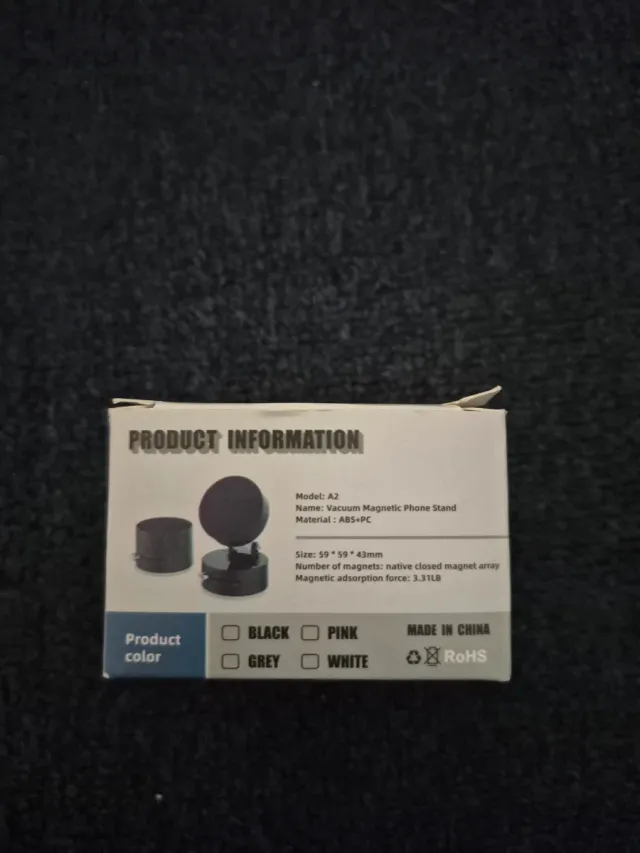 PRODUCT INFORMATION
Model: A2
Name: Vacuum Magnetic Phone Stand
Material : ABS+PC
Size: 59 * 59 * 43mm
Number of magnets: native closed magnet array
Magnetic adsorption force: 3.31LB
Product
color
BLACK PINK
GREY WHITE
MADE IN CHINA
RoHS